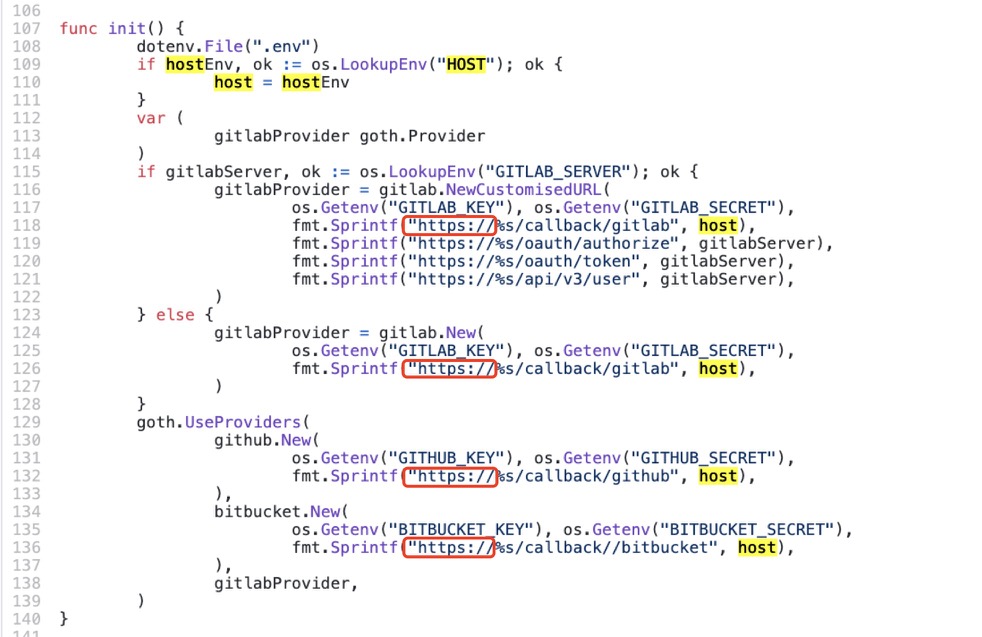 106
107 func init() {
108 dotenv.File(".env")
109 if hostEnv, ok := os.LookupEnv("HOST"); ok {
110 host = hostEnv
111 }
112 var (
113 gitlabProvider goth.Provider
114 )
115 if gitlabServer, ok := os.LookupEnv("GITLAB_SERVER"); ok {
116 gitlabProvider = gitlab.NewCustomisedURL(
117 os.Getenv("GITLAB_KEY"), os.Getenv("GITLAB_SECRET"),
118 fmt.Sprintf("https://%s/callback/gitlab", host),
119 fmt.Sprintf("https://%s/oauth/authorize", gitlabServer),
120 fmt.Sprintf("https://%s/oauth/token", gitlabServer),
121 fmt.Sprintf("https://%s/api/v3/user", gitlabServer),
122 )
123 } else {
124 gitlabProvider = gitlab.New(
125 os.Getenv("GITLAB_KEY"), os.Getenv("GITLAB_SECRET"),
126 fmt.Sprintf("https://%s/callback/gitlab", host),
127 )
128 }
129 goth.UseProviders(
130 github.New(
131 os.Getenv("GITHUB_KEY"), os.Getenv("GITHUB_SECRET"),
132 fmt.Sprintf("https://%s/callback/github", host),
133 ),
134 bitbucket.New(
135 os.Getenv("BITBUCKET_KEY"), os.Getenv("BITBUCKET_SECRET"),
136 fmt.Sprintf("https://%s/callback//bitbucket", host),
137 ),
138 gitlabProvider,
139 )
140 }
141